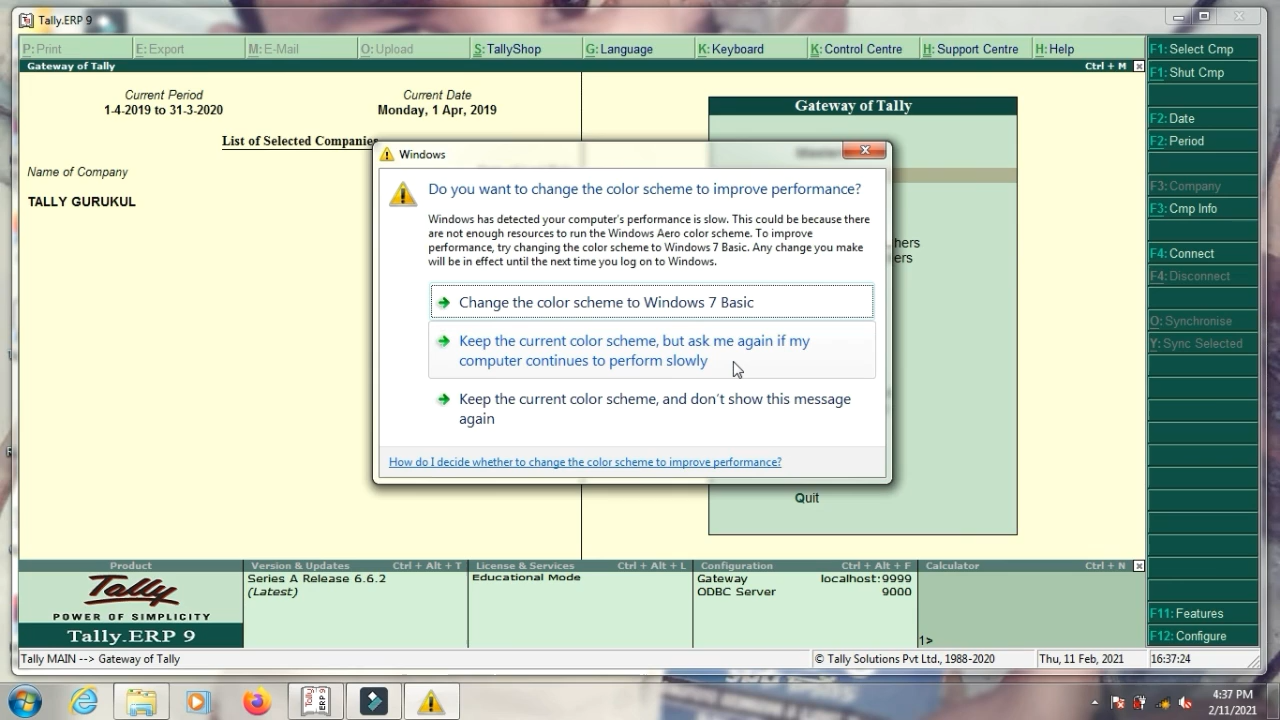 Tally.ERP 9
P: Print
E: Export
M: E-Mail
O: Upload
S: TallyShop
G: Language
K: Keyboard
K: Control Centre
H: Support Centre
H: Help
Gateway of Tally
Ctrl + M
Current Period
1-4-2019 to 31-3-2020
Current Date
Monday, 1 Apr, 2019
List of Selected Companies
Name of Company
TALLY GURUKUL
Gateway of Tally
hers
ers
Quit
Windows
Do you want to change the color scheme to improve performance?
Windows has detected your computer's performance is slow. This could be because there
are not enough resources to run the Windows Aero color scheme. To improve
performance, try changing the color scheme to Windows 7 Basic. Any change you make
will be in effect until the next time you log on to Windows.
Change the color scheme to Windows 7 Basic
Keep the current color scheme, but ask me again if my
computer continues to perform slowly
Keep the current color scheme, and don't show this message
again
How do I decide whether to change the color scheme to improve performance?
F1: Select Cmp
F1: Shut Cmp
F2: Date
F2: Period
F3: Company
F3: Cmp Info
F4: Connect
F4: Disconnect
O: Synchronise
Y: Sync Selected
F11: Features
F12: Configure
Product
Tally
POWER OF SIMPLICITY
Tally.ERP 9
Version & Updates Ctrl + Alt + T
Series A Release 6.6.2
(Latest)
License & Services Ctrl + Alt + L
Educational Mode
Configuration Ctrl + Alt + F
Gateway localhost:9999
ODBC Server 9000
Calculator Ctrl + N
1>
Tally MAIN --> Gateway of Tally
© Tally Solutions Pvt Ltd., 1988-2020
Thu, 11 Feb, 2021
16:37:24
4:37 PM
2/11/2021